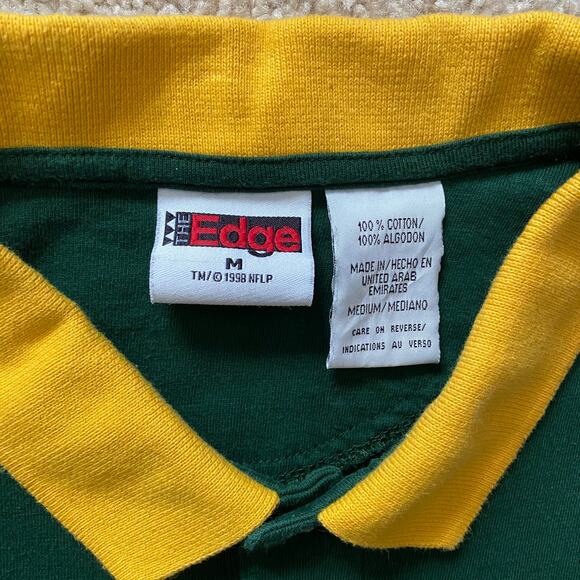 THE Edge
M
TM/© 1998 NFLP
100% COTTON/
100% ALGODON
MADE IN/HECHO EN
UNITED ARAB
EMIRATES
MEDIUM/MEDIANO
CARE ON REVERSE/
INDICATIONS AU VERSO